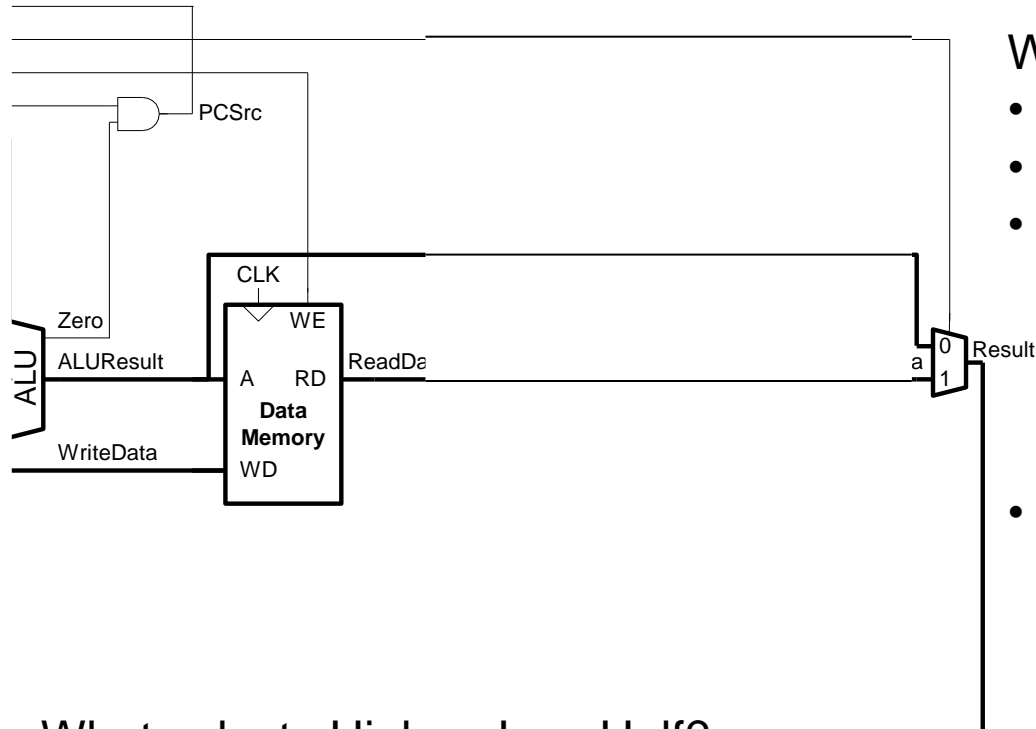 W
PCSrc
CLK
WE
Zero
ALU
ALUResult
ReadDa
a
0
Result
A
RD
1
Data
Memory
WriteData
WD